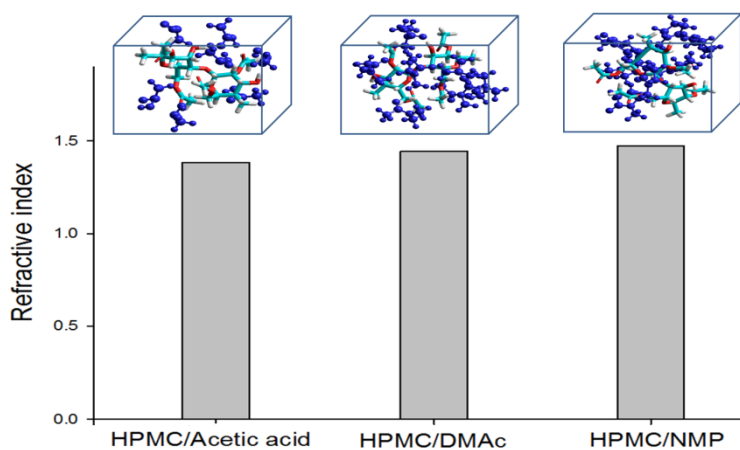 Refractive index
1.5
1.0
0.5
0.0
HPMC/Acetic acid
HPMC/DMAc
HPMC/NMP